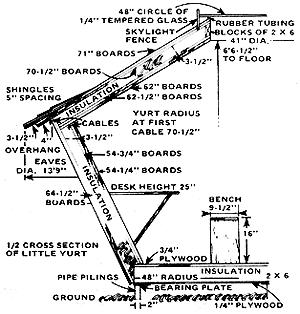 48" CIRCLE OF
1/4" TEMPERED GLASS
SKYLIGHT
FENCE
RUBBER TUBING
BLOCKS OF 2 X 6
41" DIA.
6'6-1/2"
TO FLOOR
71" BOARDS
3-1/2"
70-1/2" BOARDS
INSULATION
SHINGLES
5" SPACING
62" BOARDS
62-1/2" BOARDS
YURT RADIUS
AT FIRST
CABLE 70-1/2"
CABLES
3-1/2"
4"
3-1/2"
OVERHANG
EAVES
DIA. 13'9"
54-3/4" BOARDS
54-1/4" BOARDS
INSULATION
64-1/2"
BOARDS
DESK HEIGHT 25"
BENCH
9-1/2"
16"
1/2 CROSS SECTION
OF LITTLE YURT
3/4"
PLYWOOD
INSULATION
PIPE PILINGS
48" RADIUS
2 X 6
BEARING PLATE
GROUND
2"
1/4" PLYWOOD